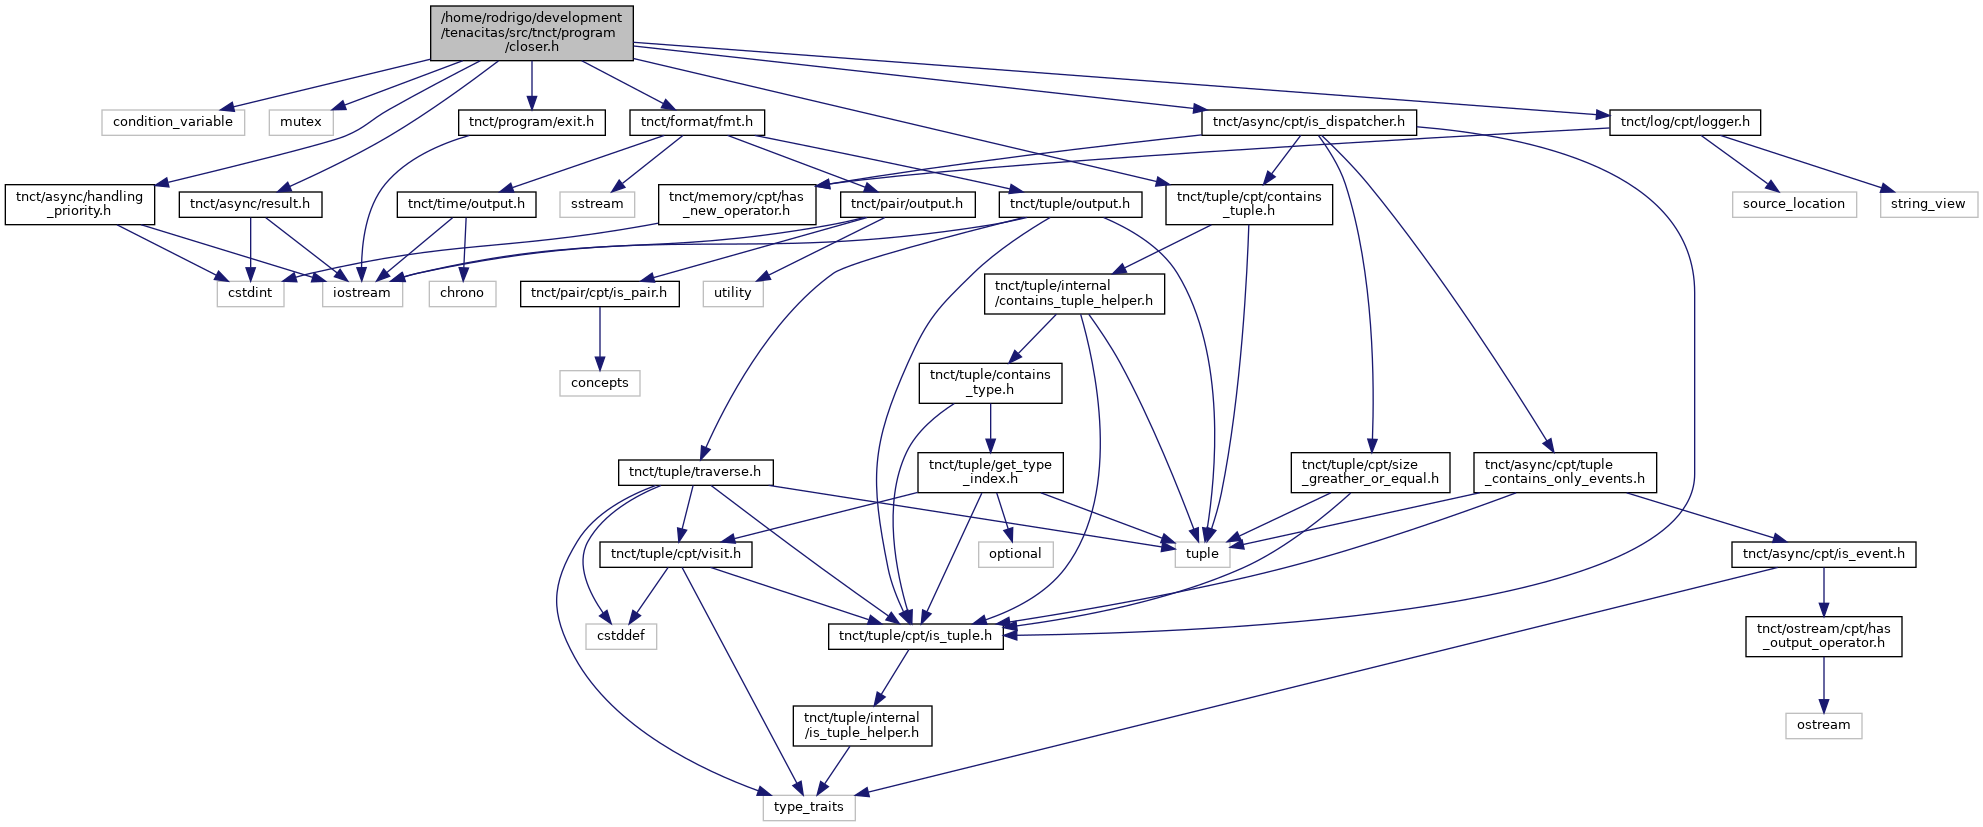 /home/rodrigo/development
/tenacitas/src/tnct/program
/closer.h
condition_variable
mutex
tnct/program/exit.h
tnct/format/fmt.h
tnct/async/cpt/is_dispatcher.h
tnct/log/cpt/logger.h
tnct/async/handling
_priority.h
tnct/async/result.h
tnct/time/output.h
sstream
tnct/memory/cpt/has
_new_operator.h
tnct/pair/output.h
tnct/tuple/output.h
tnct/tuple/cpt/contains
_tuple.h
source_location
string_view
cstdint
iostream
chrono
tnct/pair/cpt/is_pair.h
utility
tnct/tuple/internal
/contains_tuple_helper.h
concepts
tnct/tuple/contains
_type.h
tnct/tuple/traverse.h
tnct/tuple/get_type
_index.h
tnct/tuple/cpt/size
_greather_or_equal.h
tnct/async/cpt/tuple
_contains_only_events.h
tnct/tuple/cpt/visit.h
optional
tuple
tnct/async/cpt/is_event.h
cstddef
tnct/tuple/cpt/is_tuple.h
tnct/ostream/cpt/has
_output_operator.h
tnct/tuple/internal
/is_tuple_helper.h
ostream
type_traits